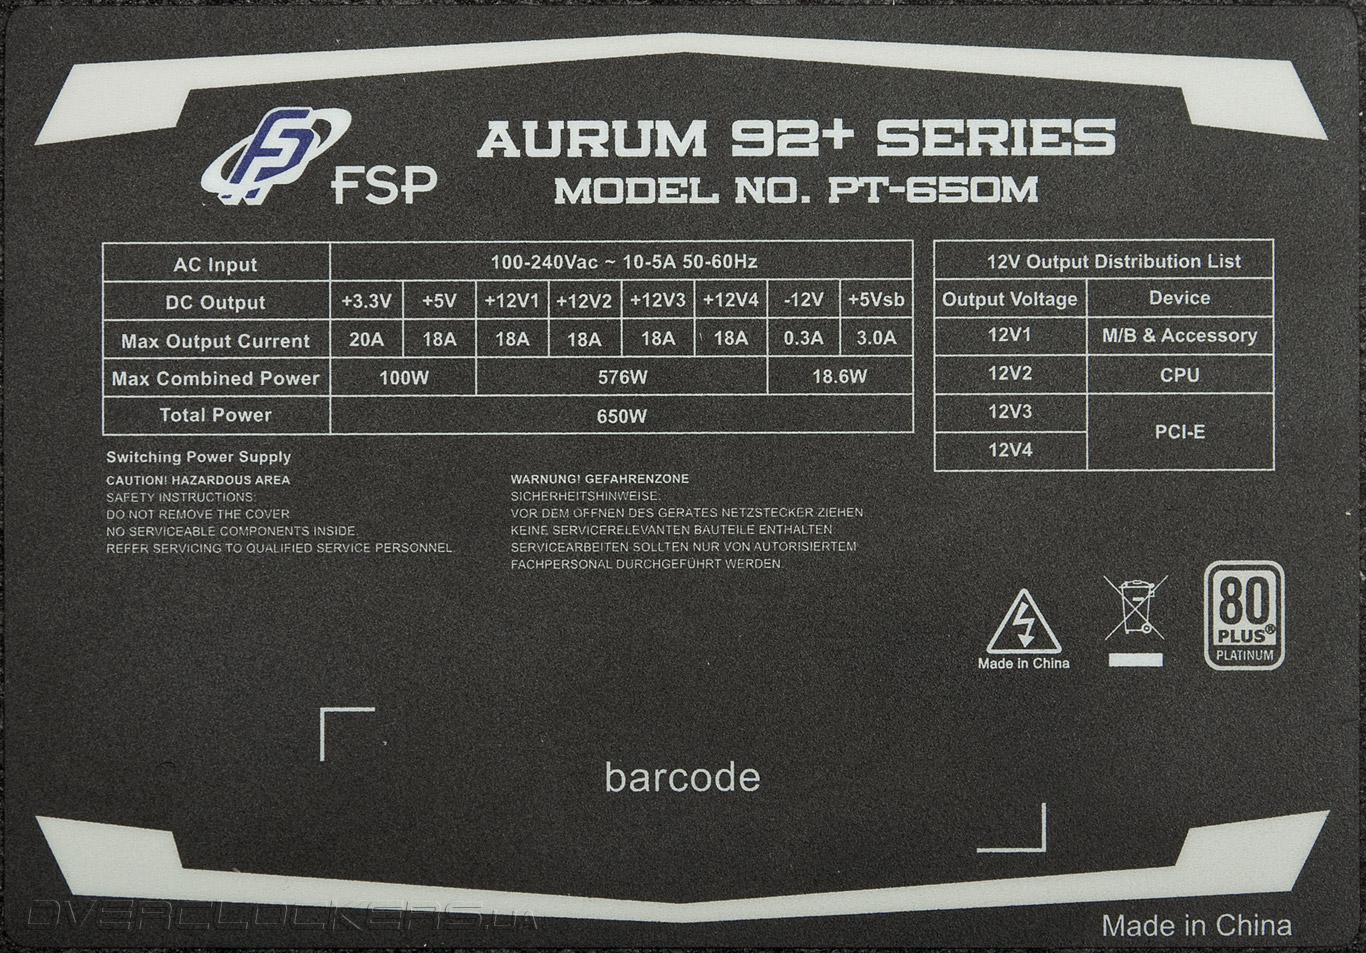 FSP
AURUM 92+ SERIES
MODEL NO. PT-650M
AC Input 100-240Vac ~ 10-5A 50-60Hz
DC Output +3.3V +5V +12V1 +12V2 +12V3 +12V4 -12V +5Vsb
Max Output Current 20A 18A 18A 18A 18A 18A 0.3A 3.0A
Max Combined Power 100W 576W 18.6W
Total Power 650W
12V Output Distribution List
Output Voltage Device
12V1 M/B & Accessory
12V2 CPU
12V3 PCI-E
12V4
Switching Power Supply
CAUTION! HAZARDOUS AREA
SAFETY INSTRUCTIONS:
DO NOT REMOVE THE COVER
NO SERVICEABLE COMPONENTS INSIDE.
REFER SERVICING TO QUALIFIED SERVICE PERSONNEL.
WARNUNG! GEFAHRENZONE
SICHERHEITSHINWEISE:
VOR DEM OFFNEN DES GERATES NETZSTECKER ZIEHEN.
KEINE SERVICERELEVANTEN BAUTEILE ENTHALTEN.
SERVICEARBEITEN SOLLTEN NUR VON AUTORISIERTEM
FACHPERSONAL DURCHGEFÜHRT WERDEN.
Made in China
80
PLUS®
PLATINUM
barcode
Made in China
OVERCLOCKERS.UA